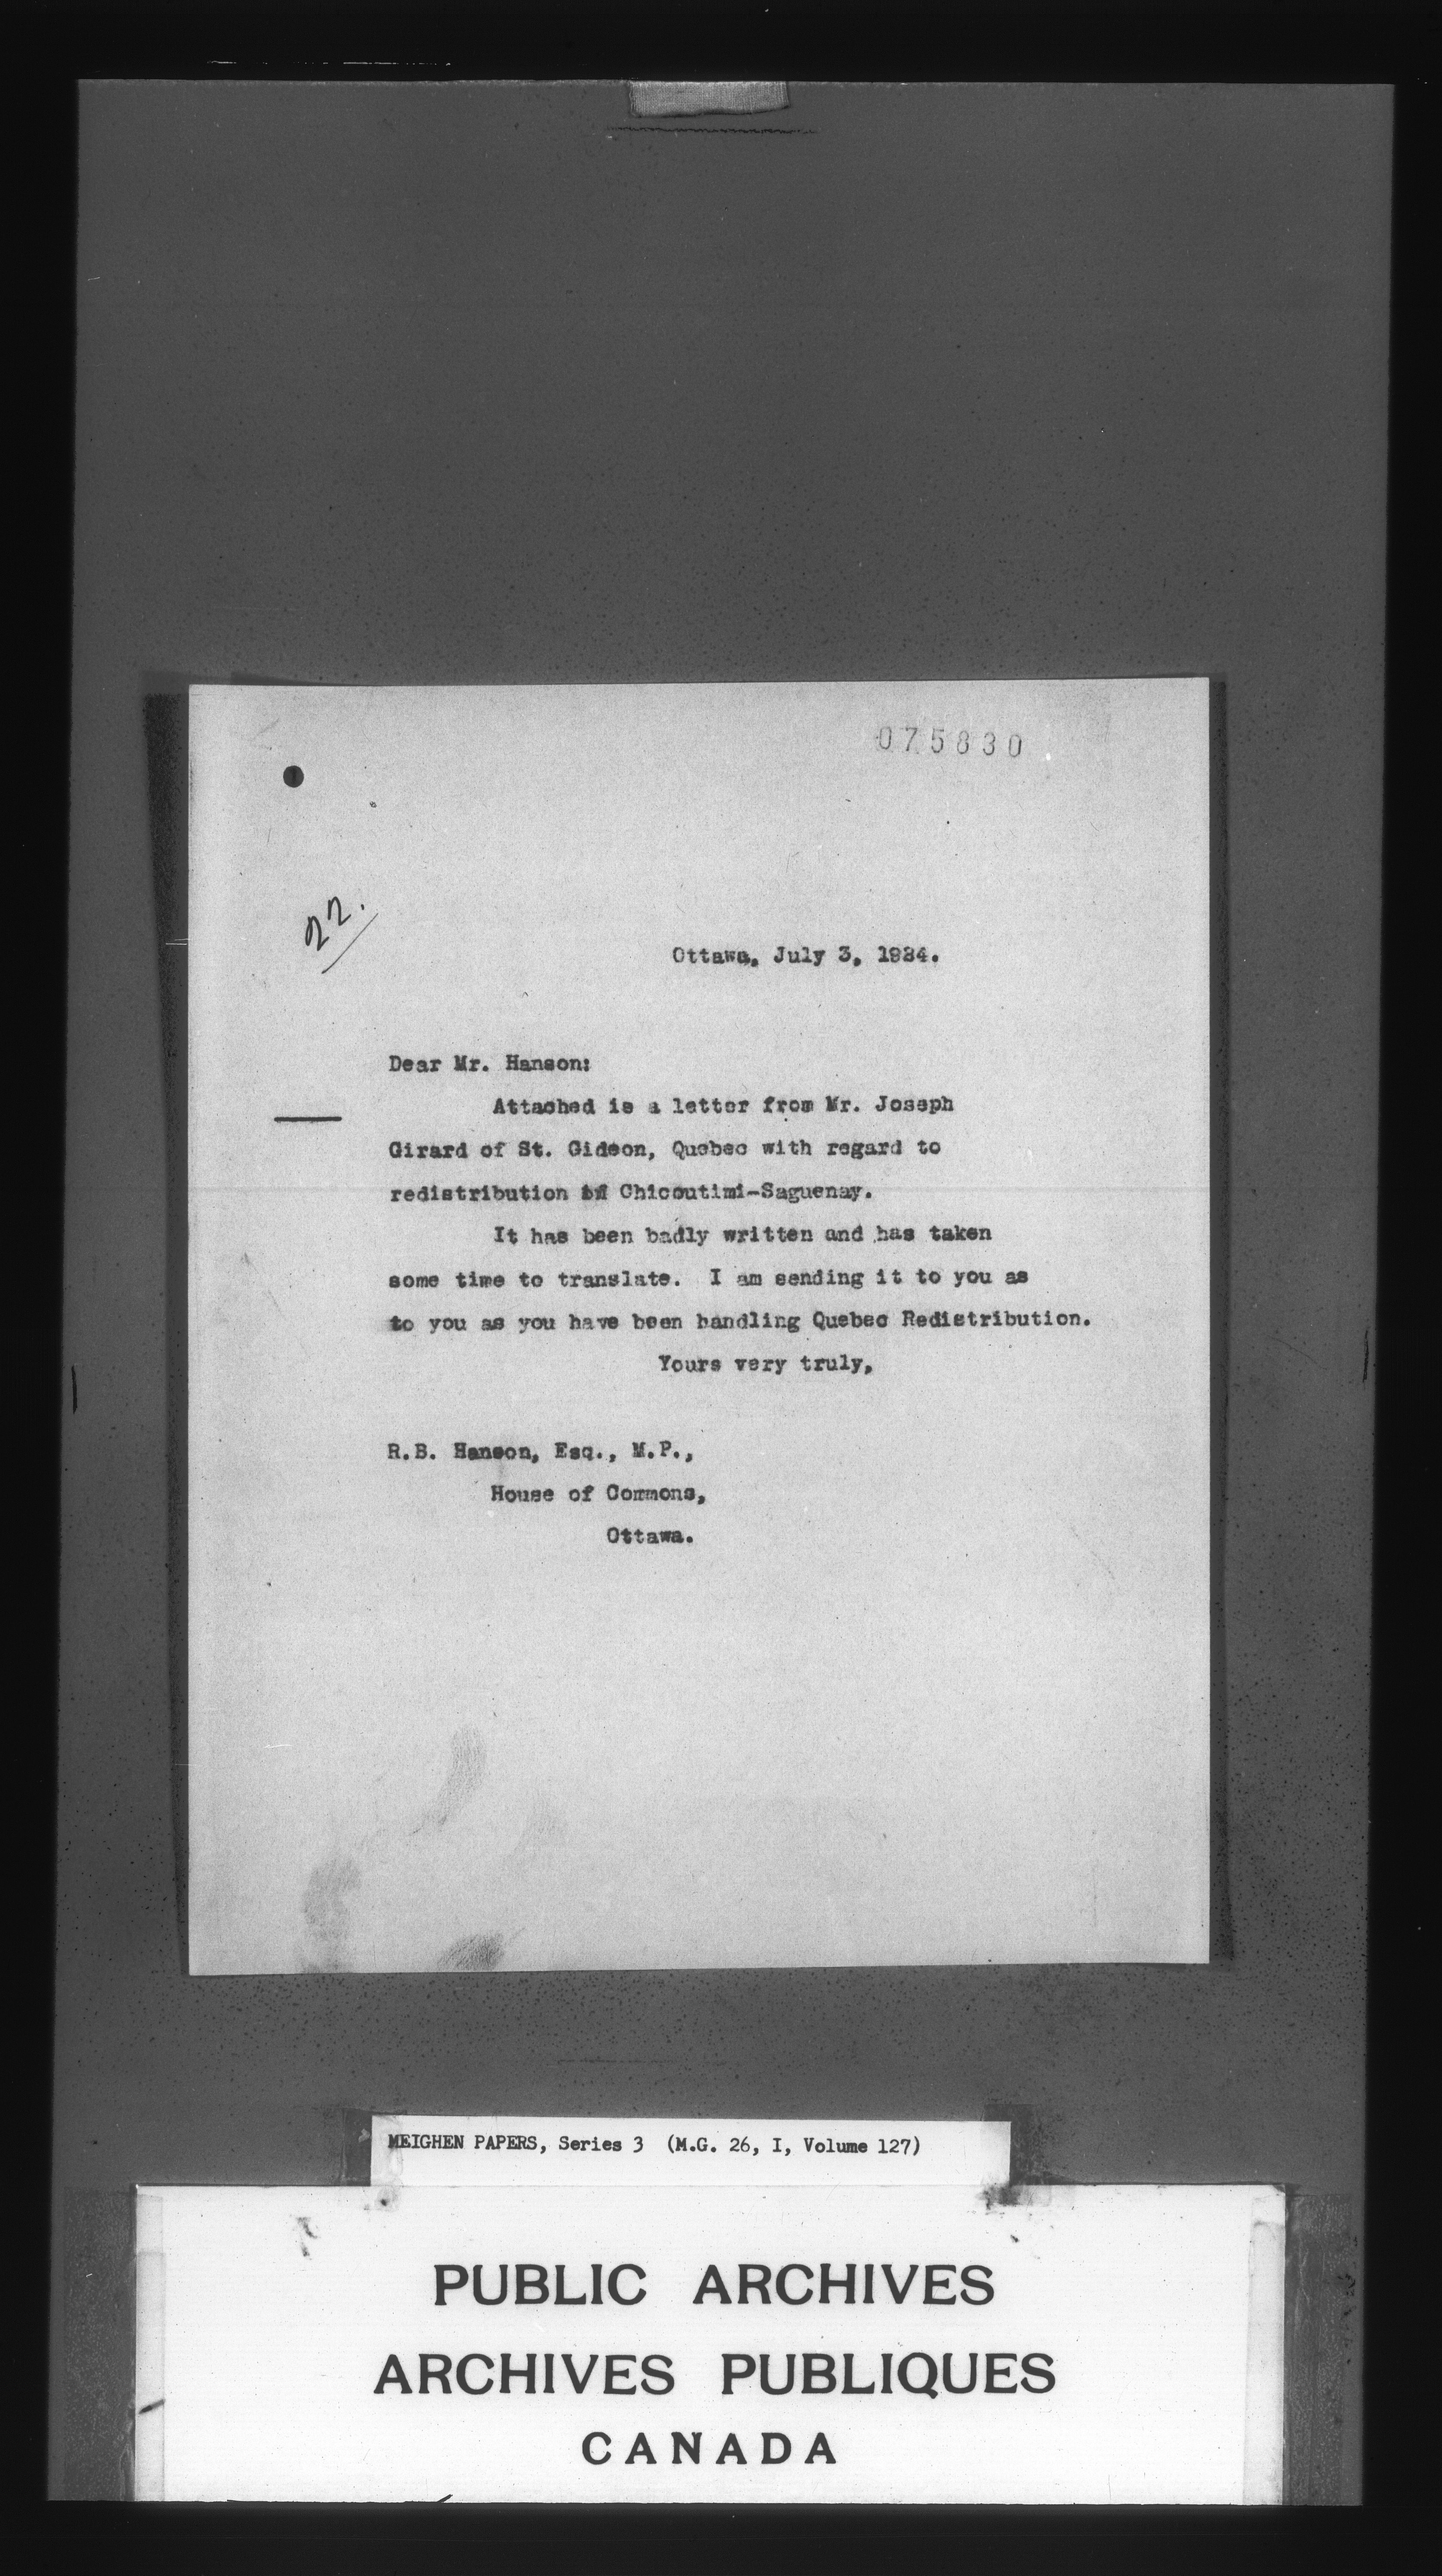 075830
22.
Ottawa, July 3, 1924.
Dear Mr. Hanson:
Attached is a letter from Mr. Joseph
Girard of St. Gideon, Quebec with regard to
redistribution in Chicoutimi-Saguenay.
It has been badly written and has taken
some time to translate. I am sending it to you as
to you as you have been handling Quebec Redistribution.
Yours very truly,
R.B. Hanson, Esq., M.P.,
House of Commons,
Ottawa.
MEIGHEN PAPERS, Series 3 (M.G. 26, I, Volume 127)
PUBLIC ARCHIVES
ARCHIVES PUBLIQUES
CANADA